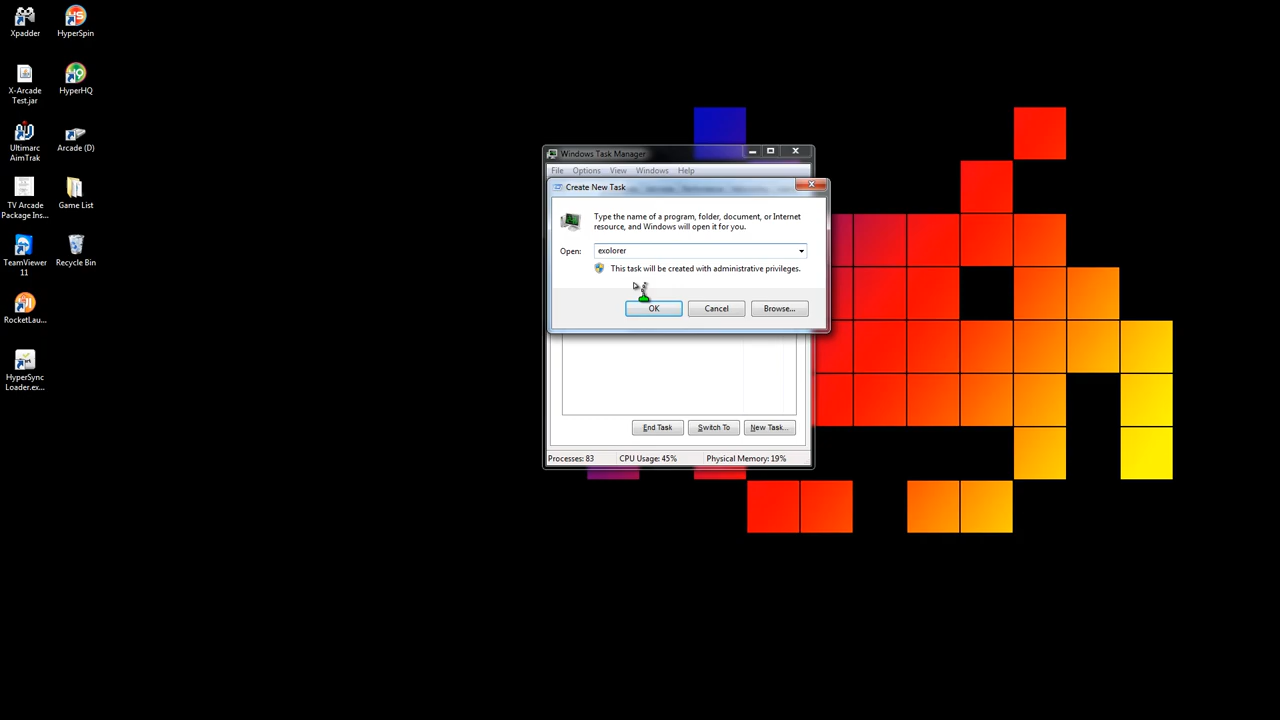 Xpadder
HyperSpin
X-Arcade
Test.jar
HyperHQ
Ultimarc
AimTrak
Arcade (D)
TV Arcade
Package Ins...
Game List
TeamViewer
11
Recycle Bin
RocketLau...
HyperSync
Loader.ex...
Windows Task Manager
File Options View Windows Help
Create New Task
Type the name of a program, folder, document, or Internet
resource, and Windows will open it for you.
Open: exolorer
This task will be created with administrative privileges.
OK Cancel Browse...
End Task Switch To New Task...
Processes: 83 CPU Usage: 45% Physical Memory: 19%